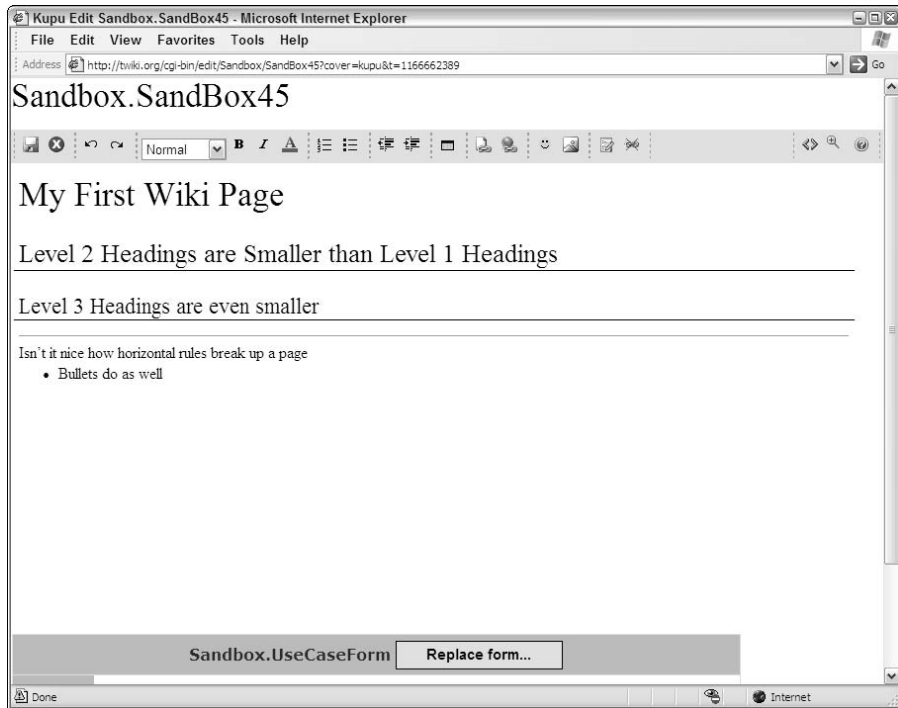 Kupu Edit Sandbox.SandBox45 - Microsoft Internet Explorer
File Edit View Favorites Tools Help
Address http://twiki.org/cgi-bin/edit/Sandbox/SandBox45?cover=kupu&t=1166662389 Go
Sandbox.SandBox45
Normal B I A
My First Wiki Page
Level 2 Headings are Smaller than Level 1 Headings
Level 3 Headings are even smaller
Isn't it nice how horizontal rules break up a page
• Bullets do as well
Sandbox.UseCaseForm Replace form...
Done Internet